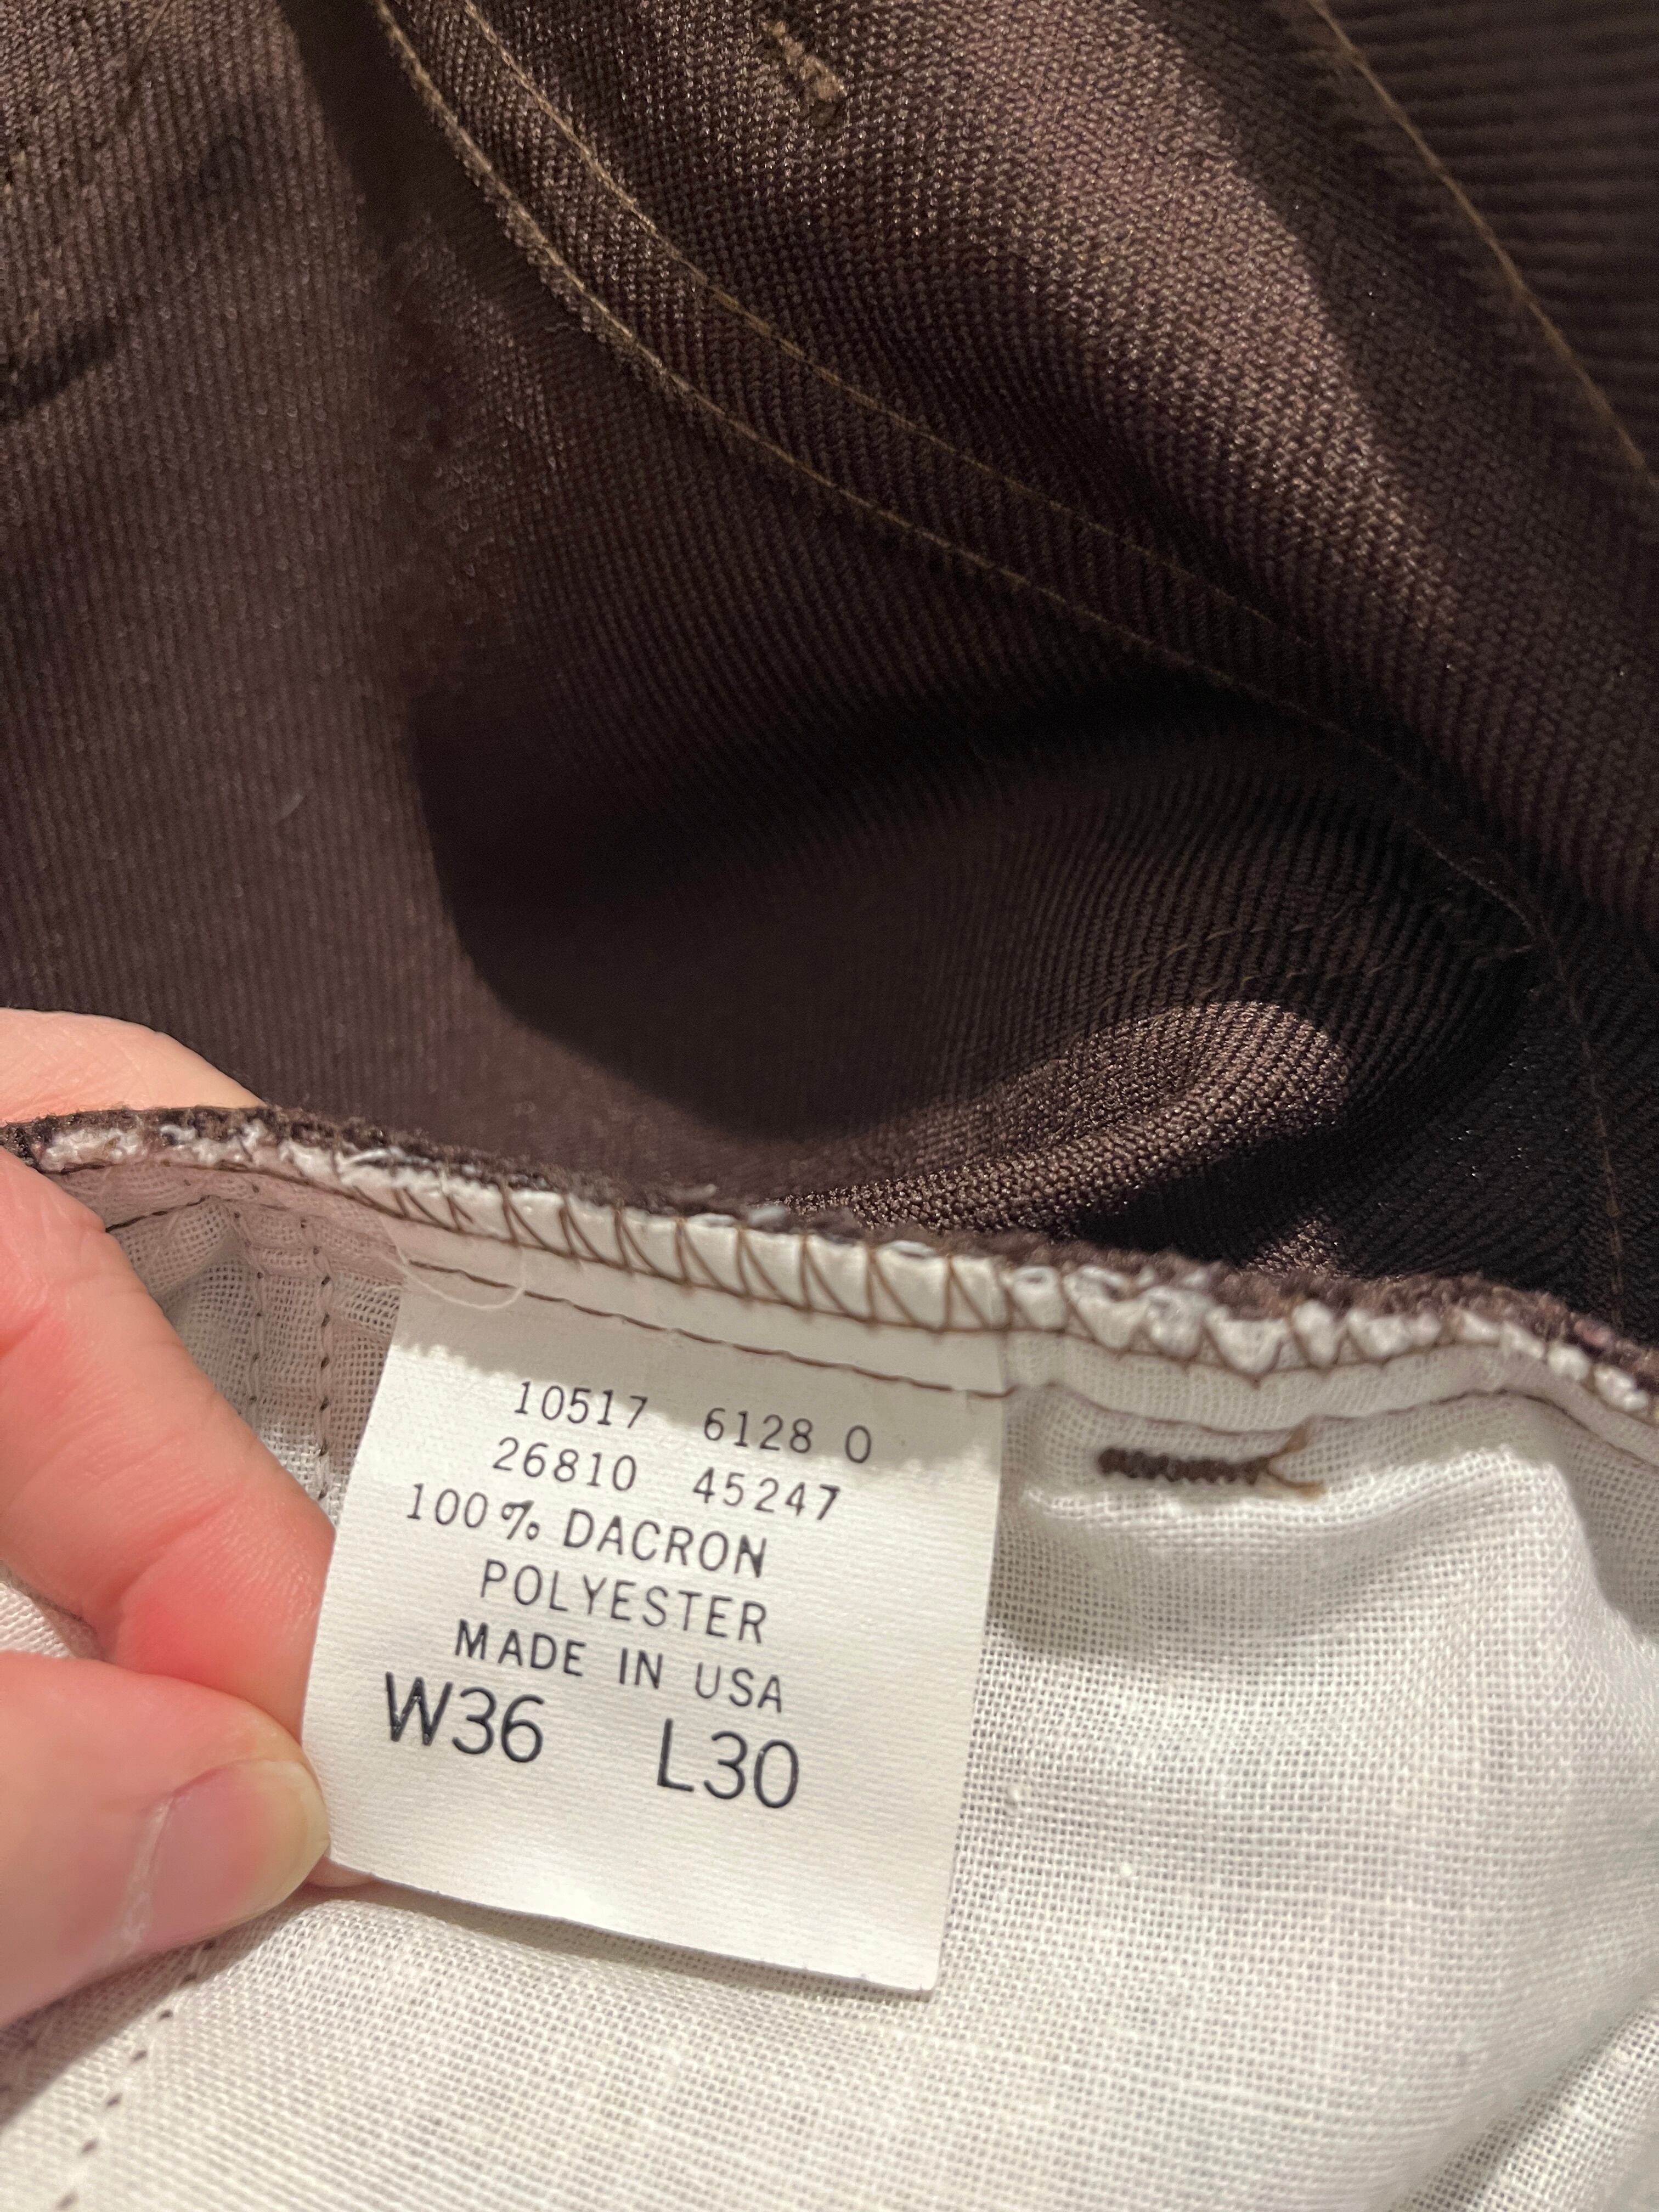 10517 6128 0
26810 45247
100% DACRON
POLYESTER
MADE IN USA
W36 L30